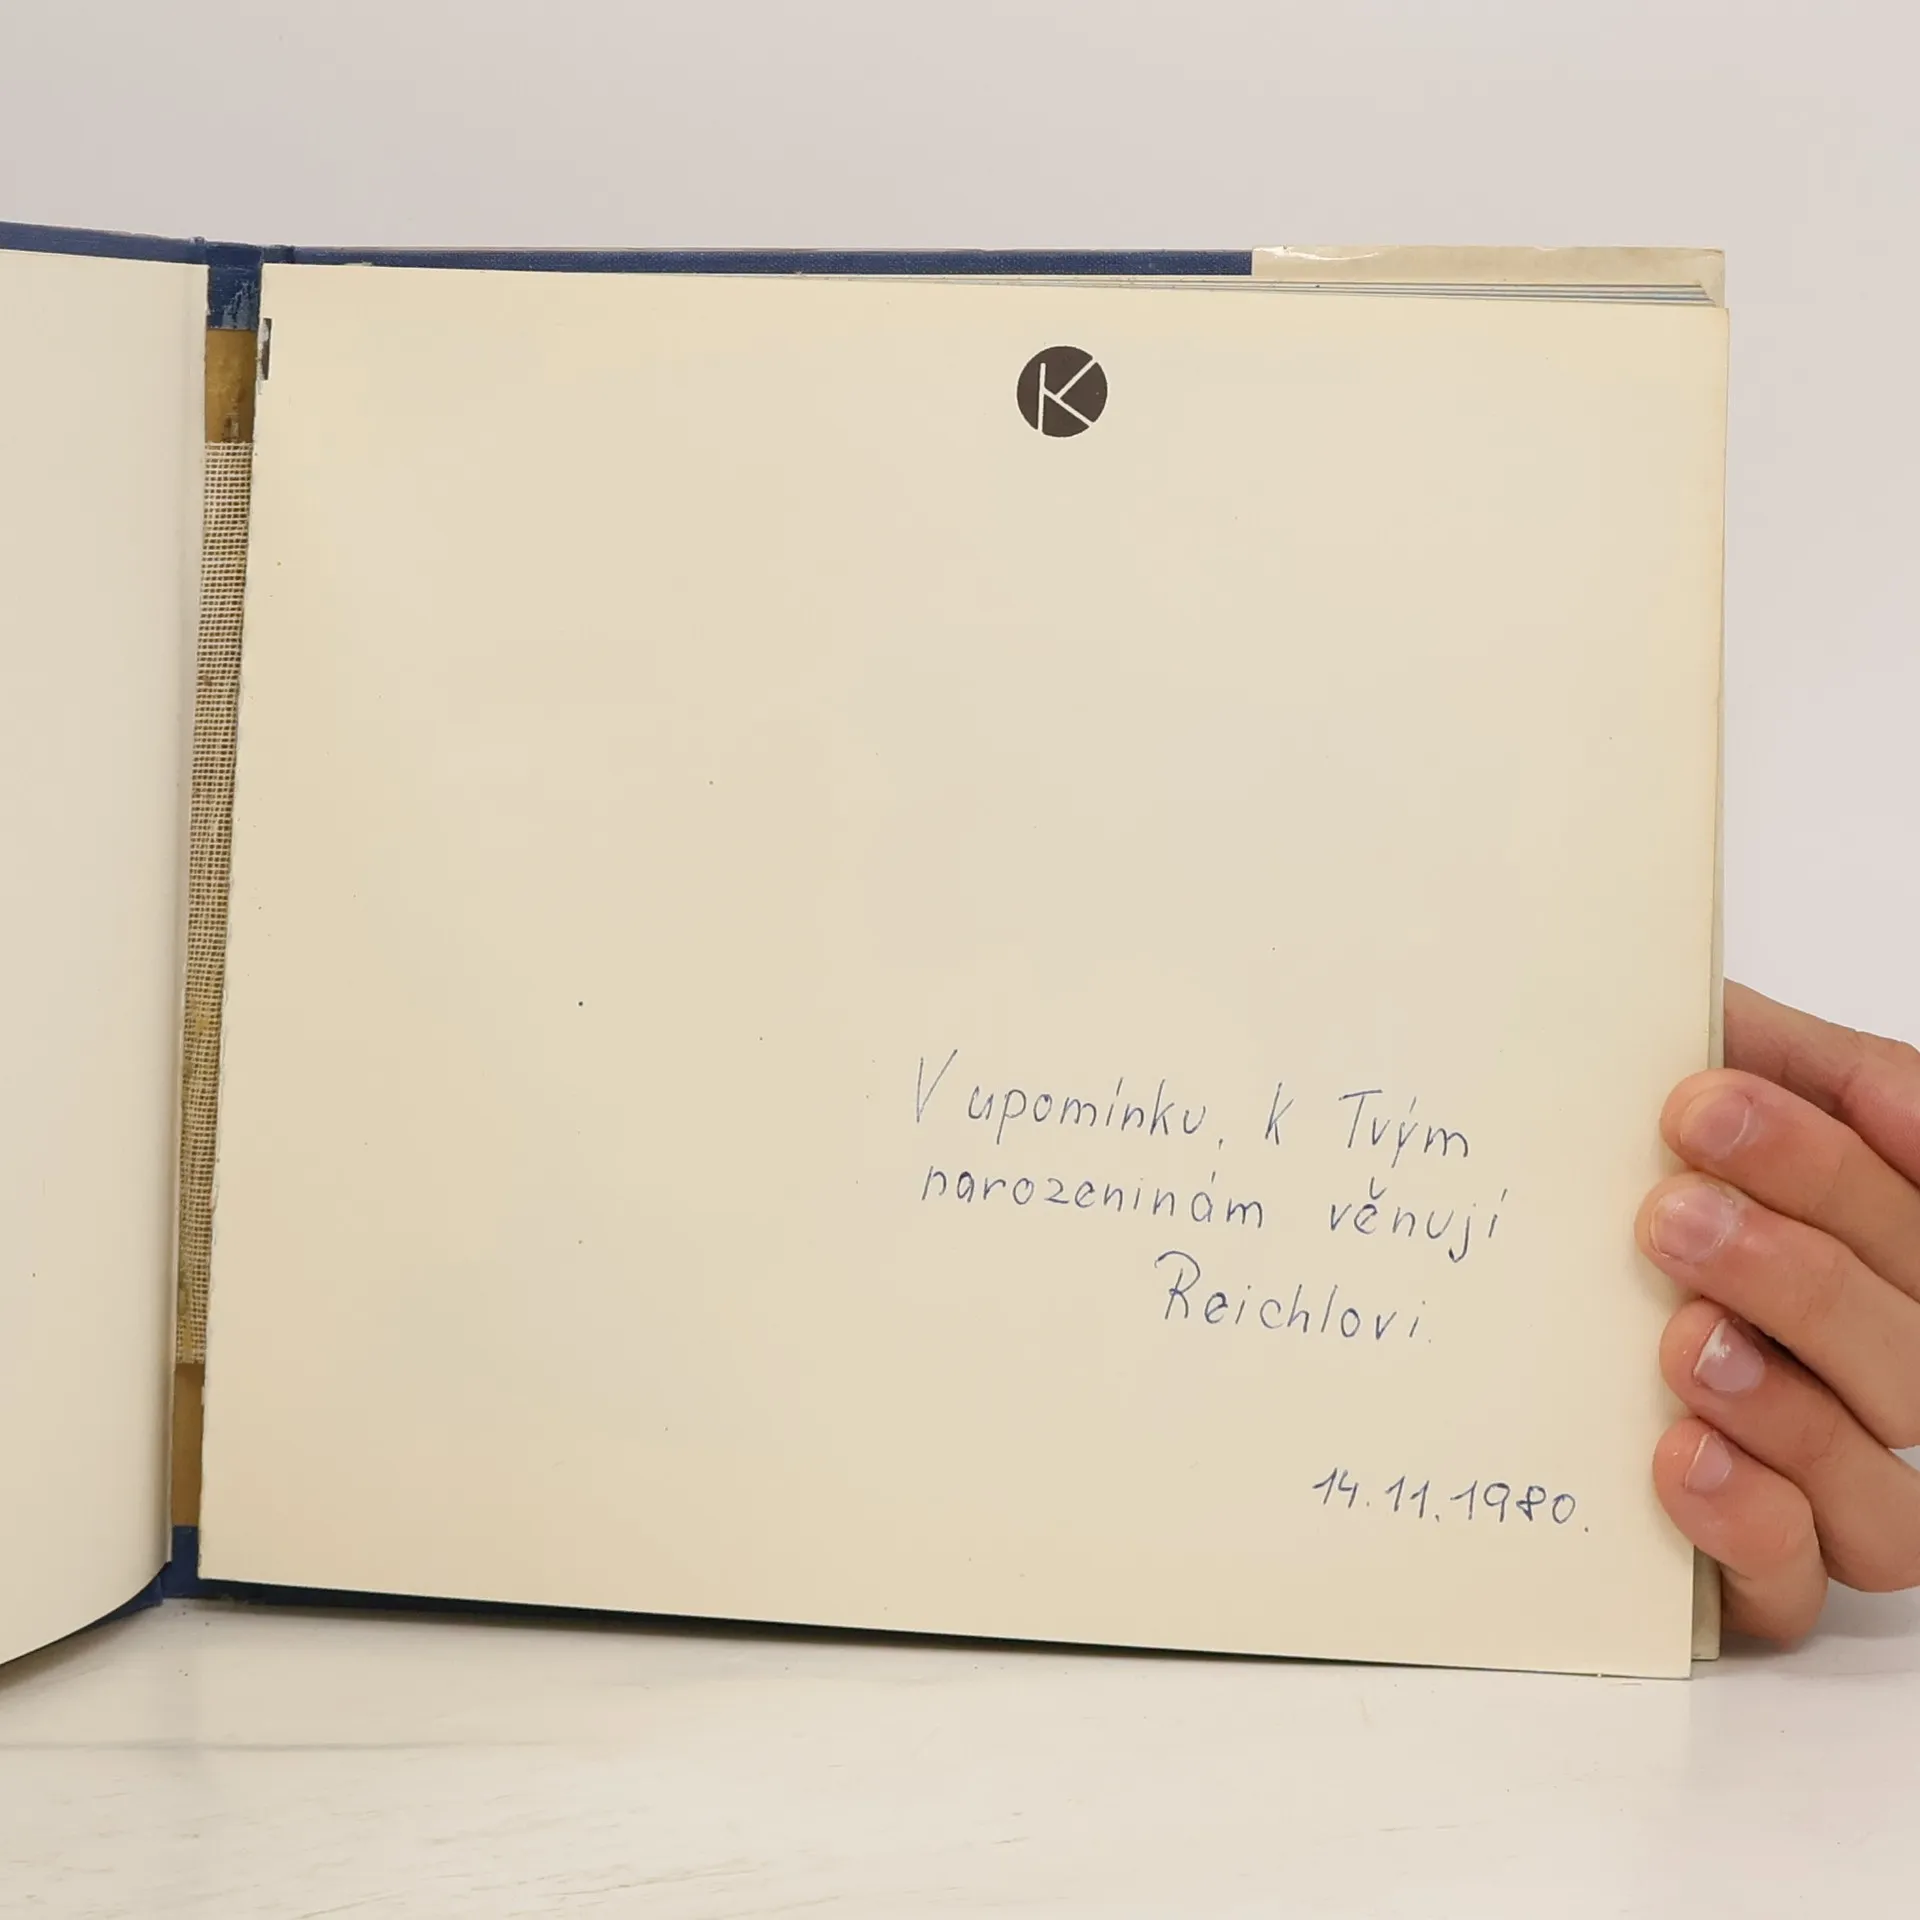 K
V upomínku, k Tvým
narozeninám věnují
Reichlovi.
14.11.1980.